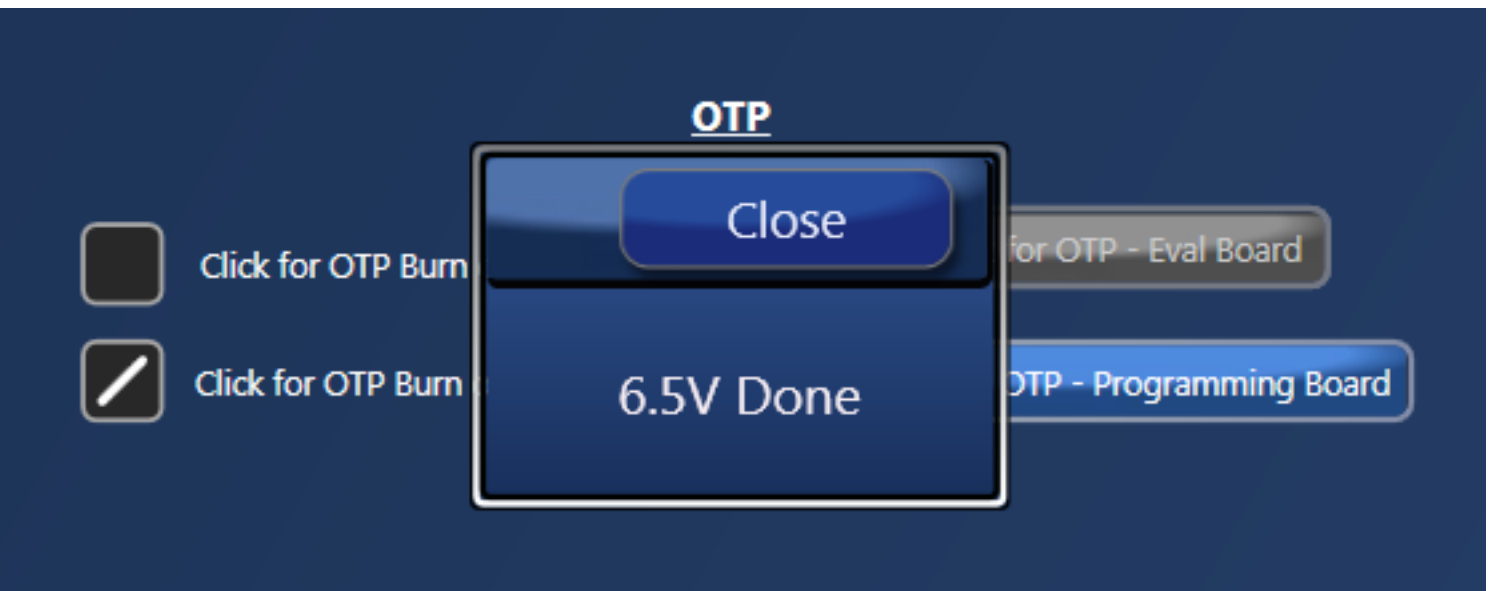 OTP
Close
Click for OTP Burn
for OTP - Eval Board
Click for OTP Burn
6.5V Done
OTP - Programming Board